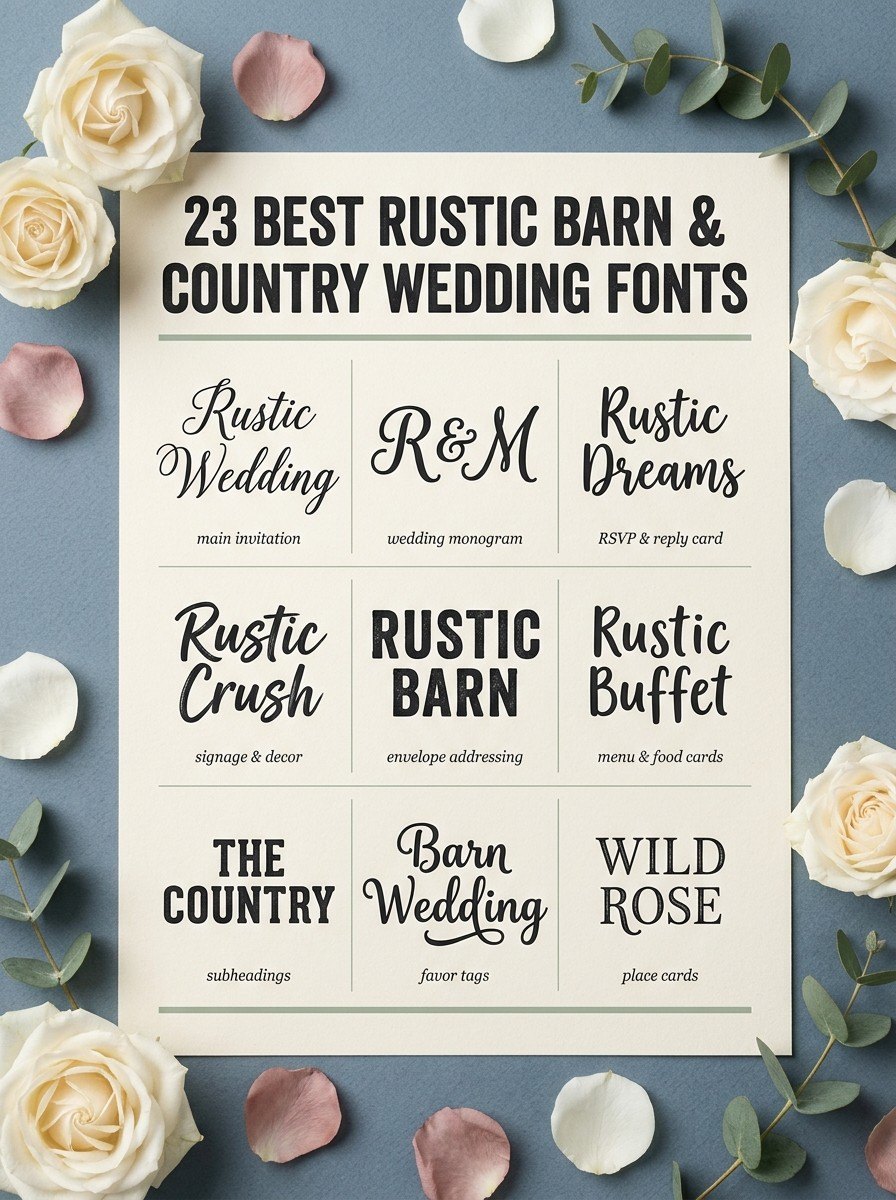 23 BEST RUSTIC BARN &
COUNTRY WEDDING FONTS
Rustic
Wedding
main invitation
R&M
wedding monogram
Rustic
Dreams
RSVP & reply card
Rustic
Crush
signage & decor
RUSTIC
BARN
envelope addressing
Rustic
Buffet
menu & food cards
THE
COUNTRY
subheadings
Barn
Wedding
favor tags
WILD
ROSE
place cards